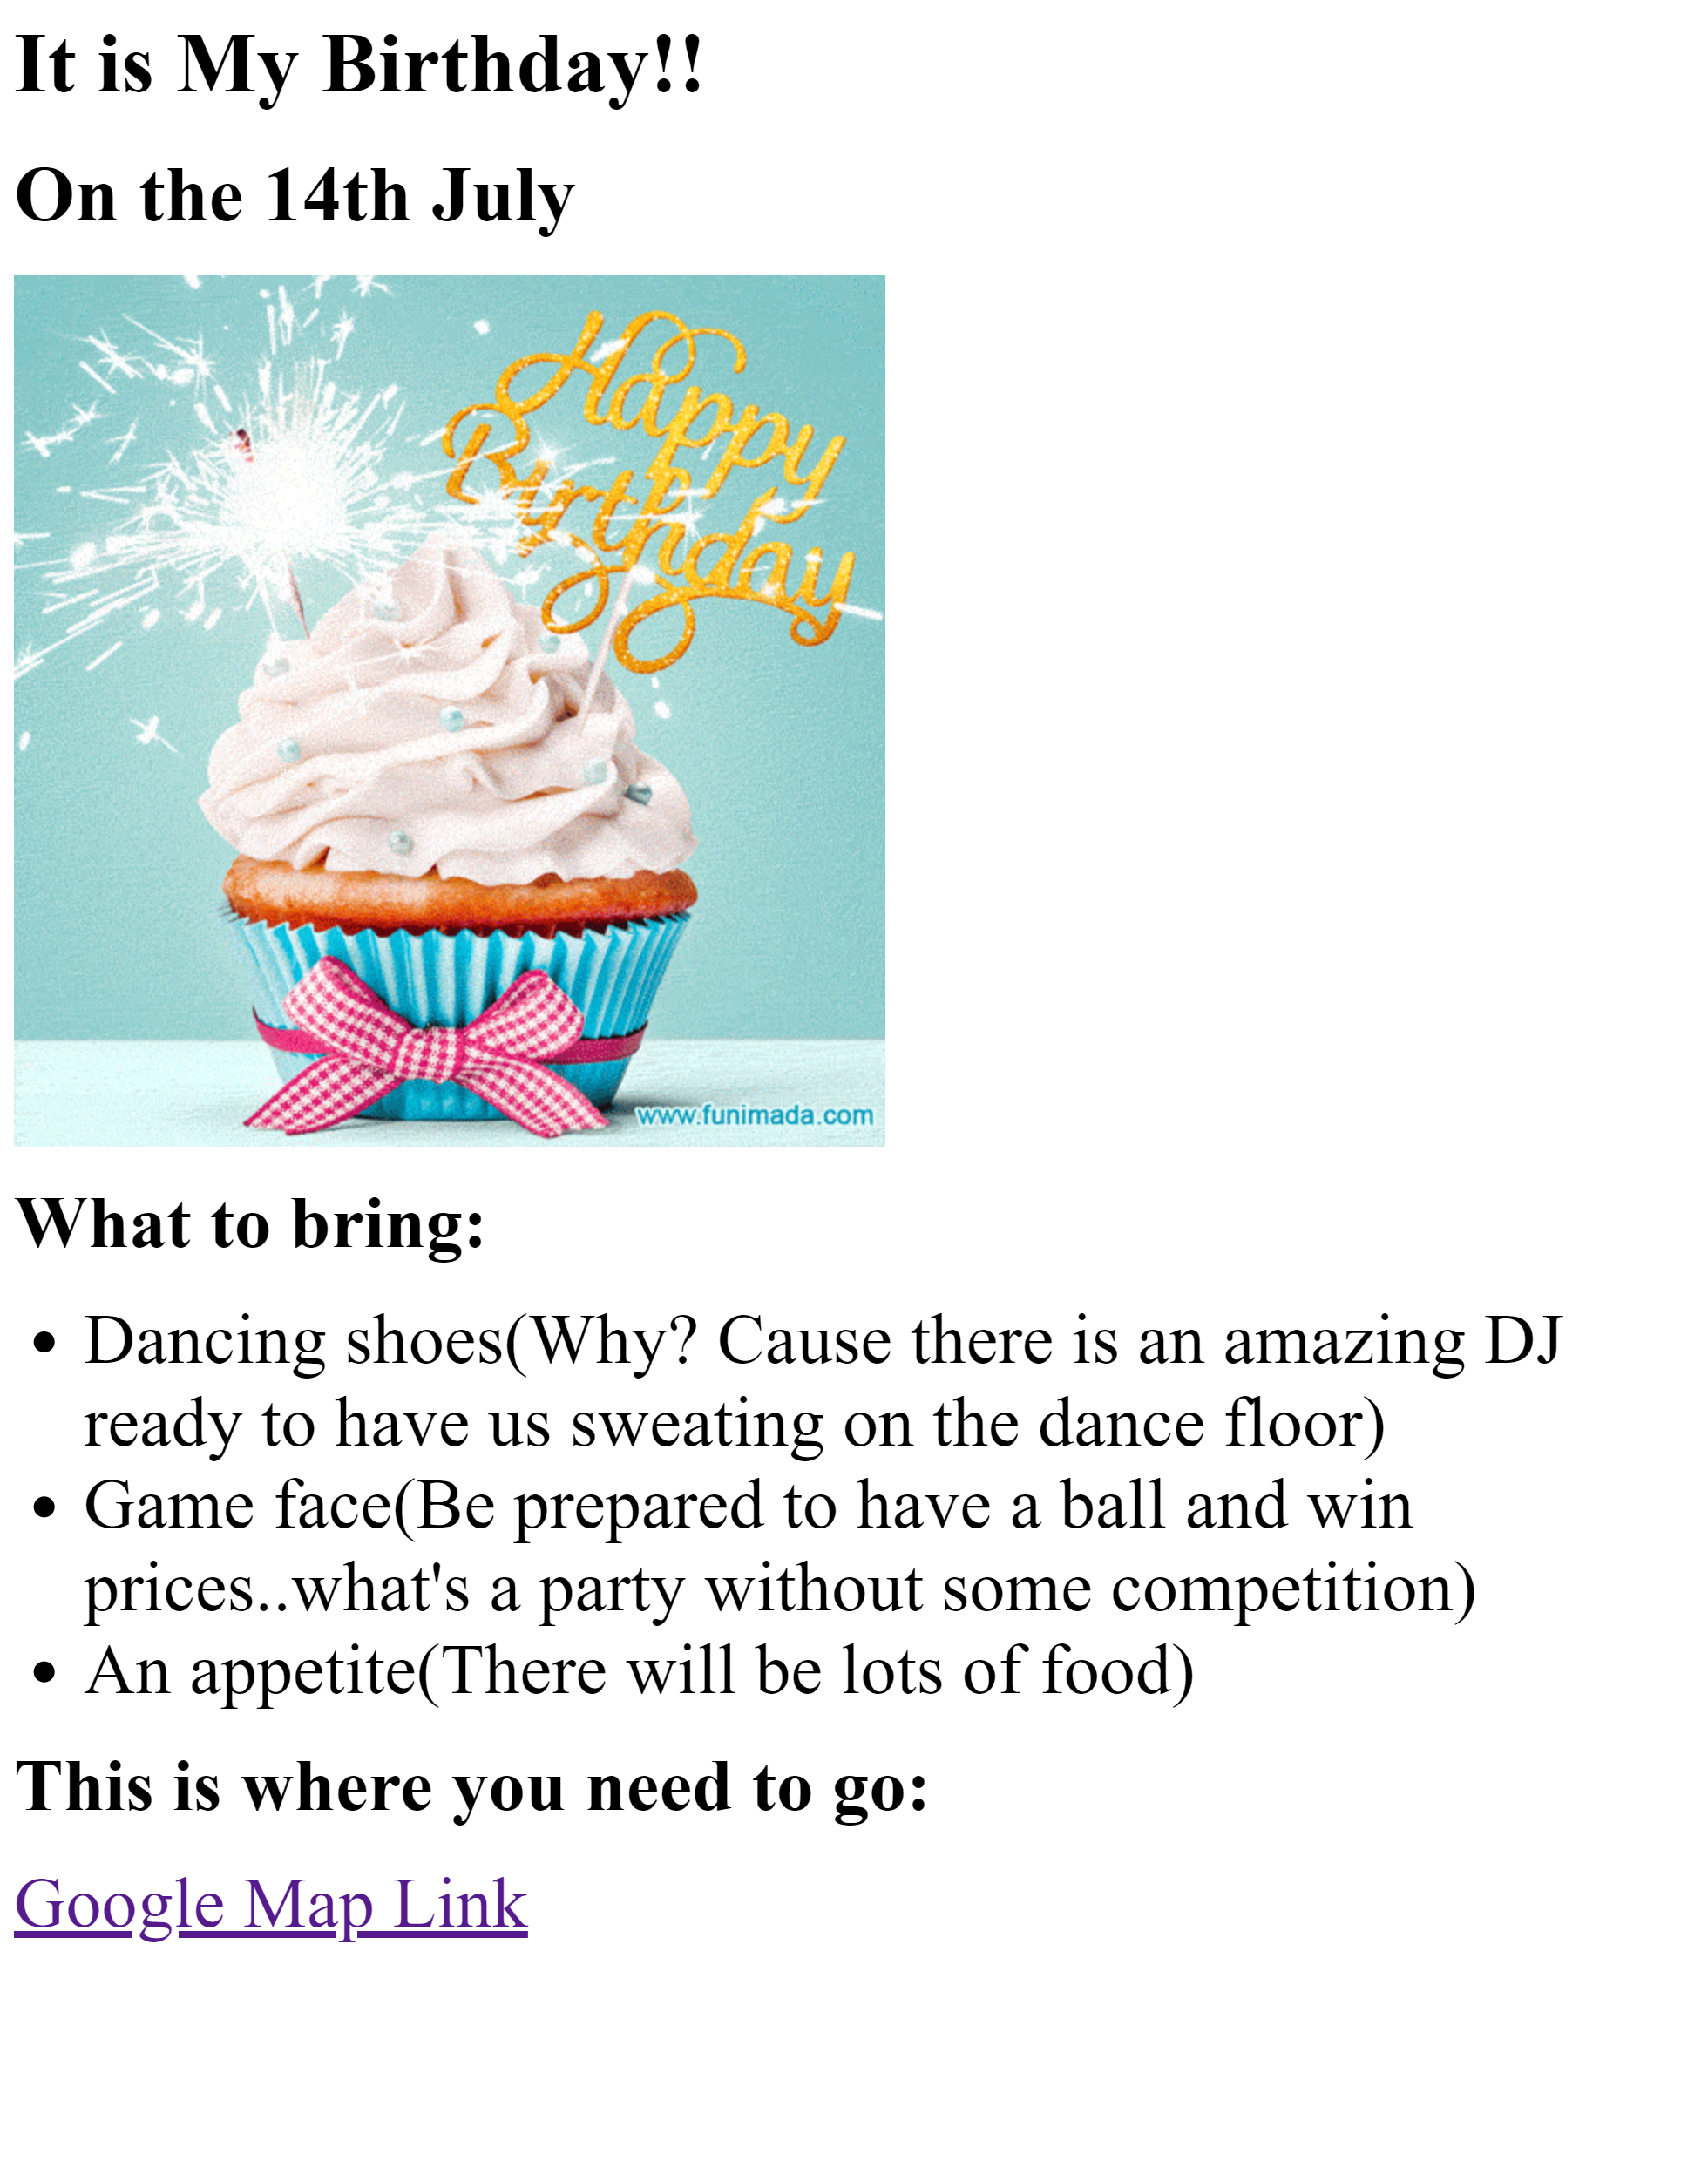 It is My Birthday!!
On the 14th July
Happy
Birthday
www.funimada.com
What to bring:
Dancing shoes(Why? Cause there is an amazing DJ
ready to have us sweating on the dance floor)
Game face(Be prepared to have a ball and win
prices..what's a party without some competition)
An appetite(There will be lots of food)
This is where you need to go:
Google Map Link